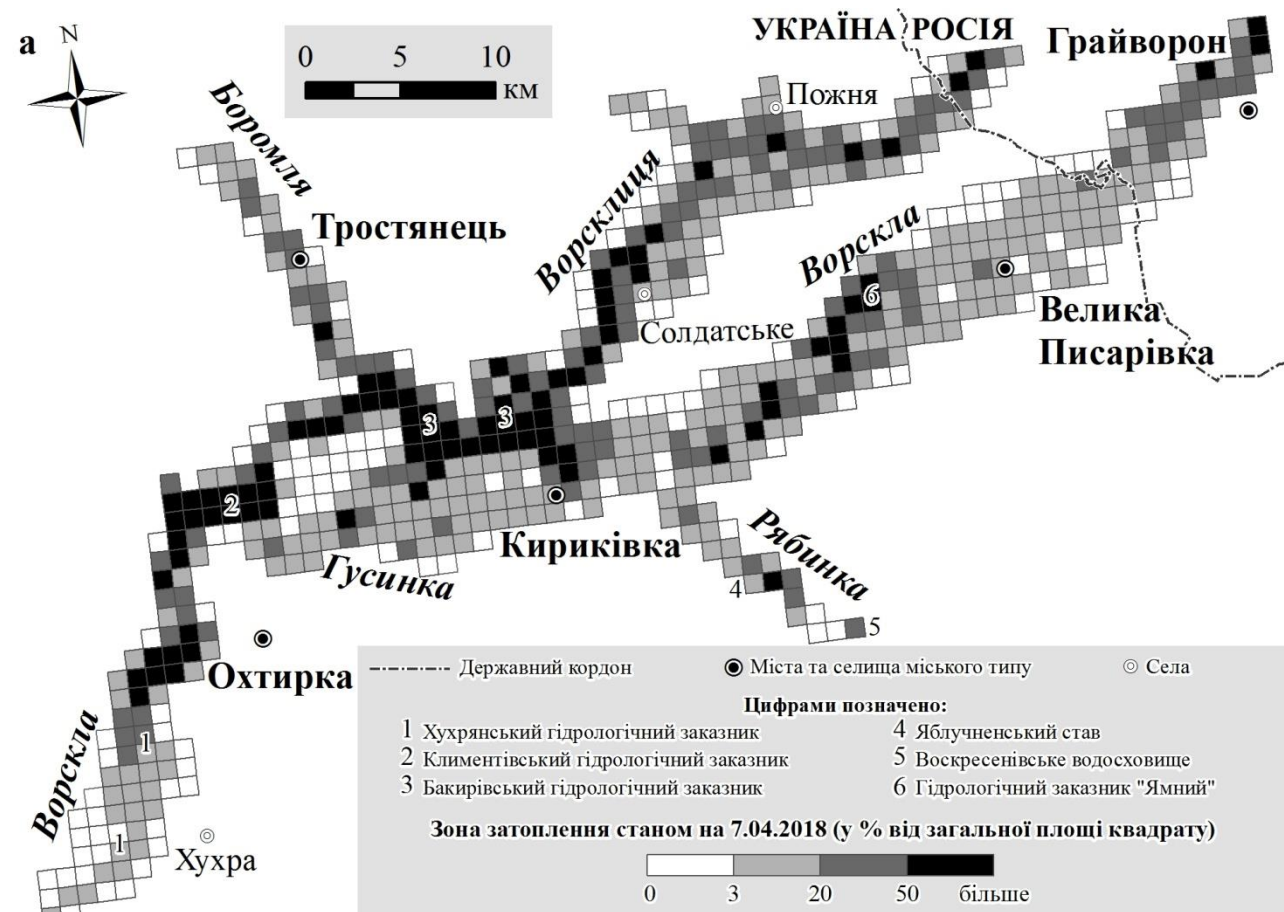 а
N
0 5 10
км
УКРАЇНА РОСІЯ
Грайворон
Пожня
Боромля
Тростянець
Ворсклиця
Ворскла
6
Солдатське
Велика
Писарівка
3
3
2
Кириківка
Гусинка
Рябинка
4
5
Охтирка
Ворскла
1
1
Хухра
Державний кордон
Міста та селища міського типу
Села
Цифрами позначено:
1 Хухрянський гідрологічний заказник
2 Климентівський гідрологічний заказник
3 Бакирівський гідрологічний заказник
4 Яблучненський став
5 Воскресенівське водосховище
6 Гідрологічний заказник "Ямний"
Зона затоплення станом на 7.04.2018 (у % від загальної площі квадрату)
0 3 20 50 більше